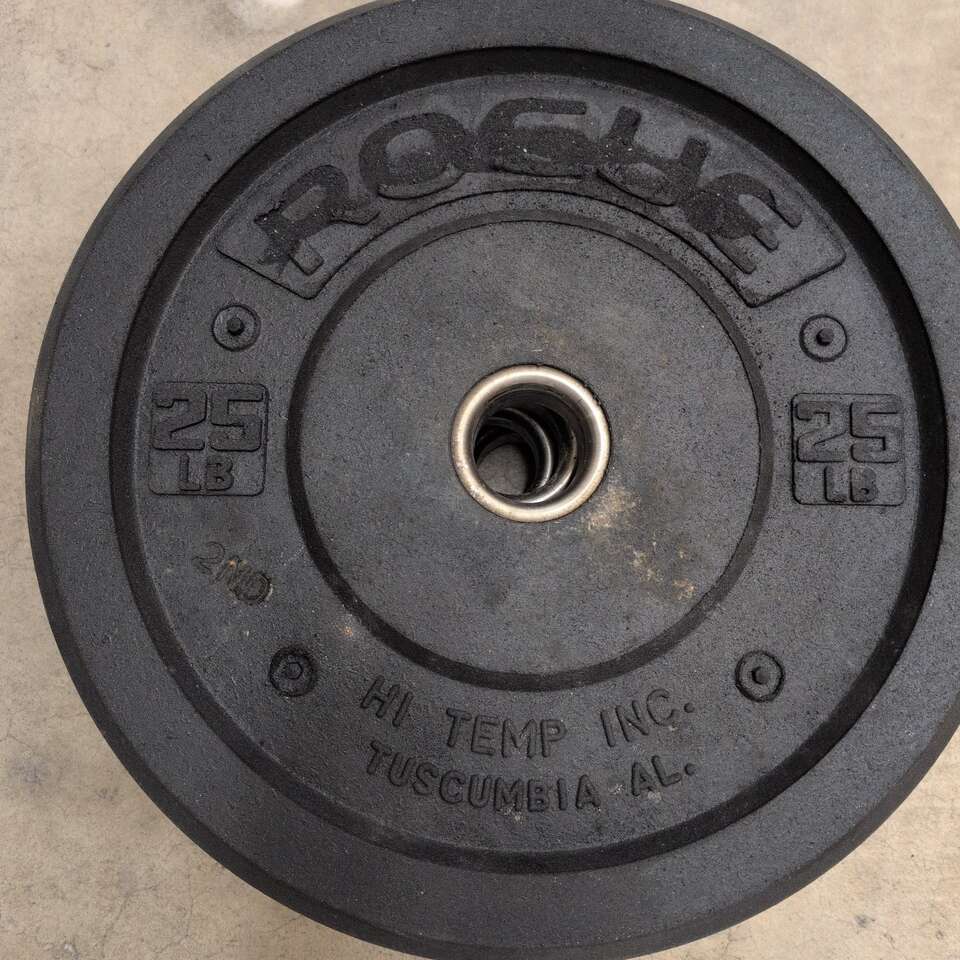 ROGUE
25 25
LB LB
2ND
HI TEMP INC.
TUSCUMBIA AL.